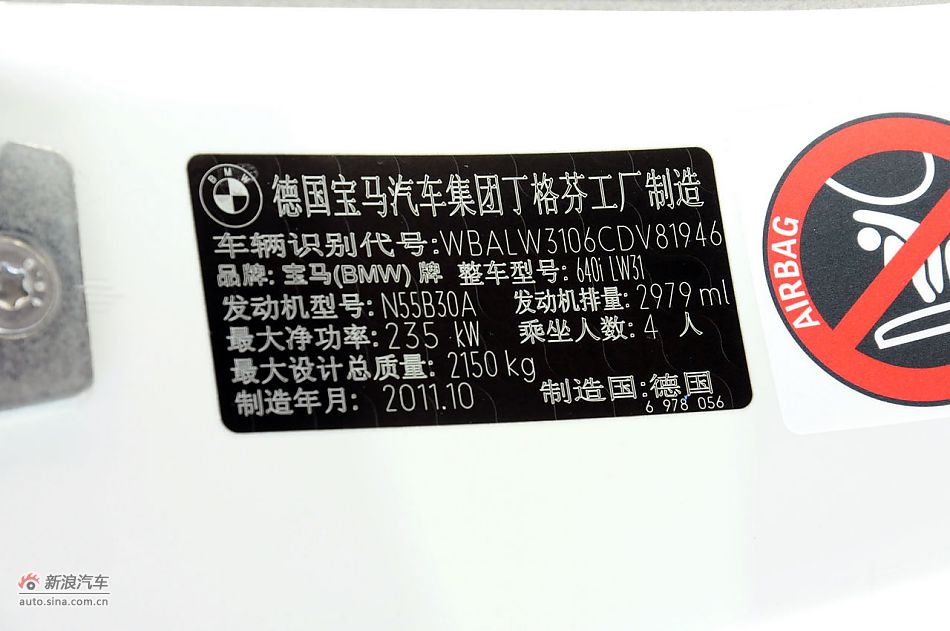 BMW
德国宝马汽车集团丁格芬工厂制造
车辆识别代号:WBALW3106CDV81946
品牌: 宝马(BMW) 牌 整车型号: 640i LW31
发动机型号: N55B30A 发动机排量: 2979 ml
最大净功率: 235 kW 乘坐人数: 4 人
最大设计总质量: 2150 kg
制造年月: 2011.10 制造国:德国
6 978 056
AIRBAG
新浪汽车
auto.sina.com.cn